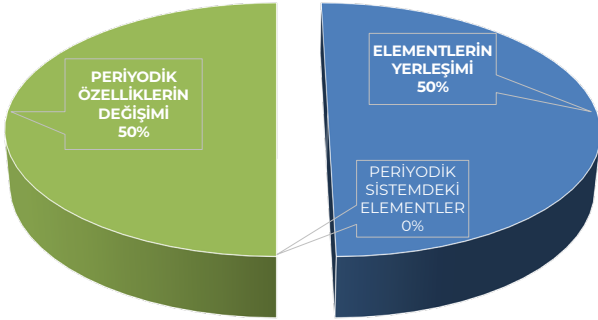 PERİYODİK
ÖZELLİKLERİN
DEĞİŞİMİ
50%
ELEMENTLERİN
YERLEŞİMİ
50%
PERİYODİK
SİSTEMDEKİ
ELEMENTLER
0%